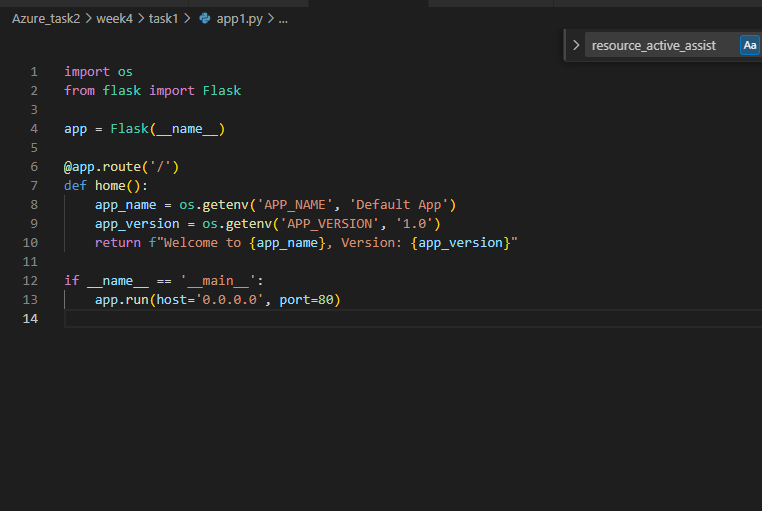 Azure_task2 > week4 > task1 > app1.py > ...
> resource_active_assist Aa
1 import os
2 from flask import Flask
3
4 app = Flask(__name__)
5
6 @app.route('/')
7 def home():
8     app_name = os.getenv('APP_NAME', 'Default App')
9     app_version = os.getenv('APP_VERSION', '1.0')
10     return f"Welcome to {app_name}, Version: {app_version}"
11
12 if __name__ == '__main__':
13     app.run(host='0.0.0.0', port=80)
14